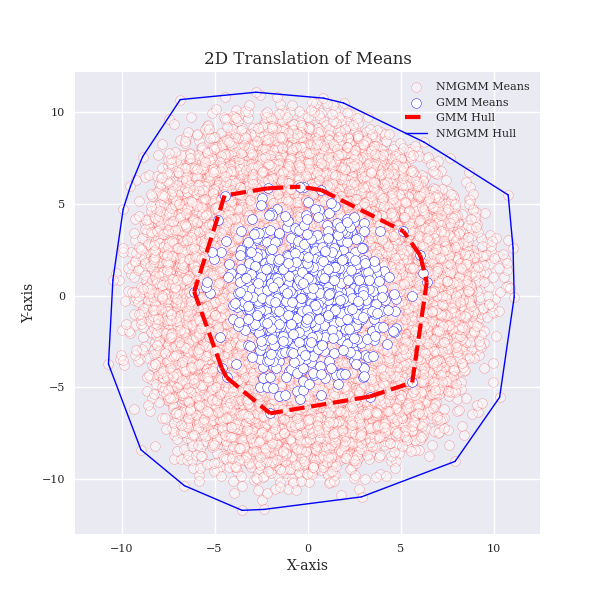 2D Translation of Means
NMGMM Means
GMM Means
GMM Hull
NMGMM Hull
10
5
0
−5
−10
Y-axis
−10 −5 0 5 10
X-axis